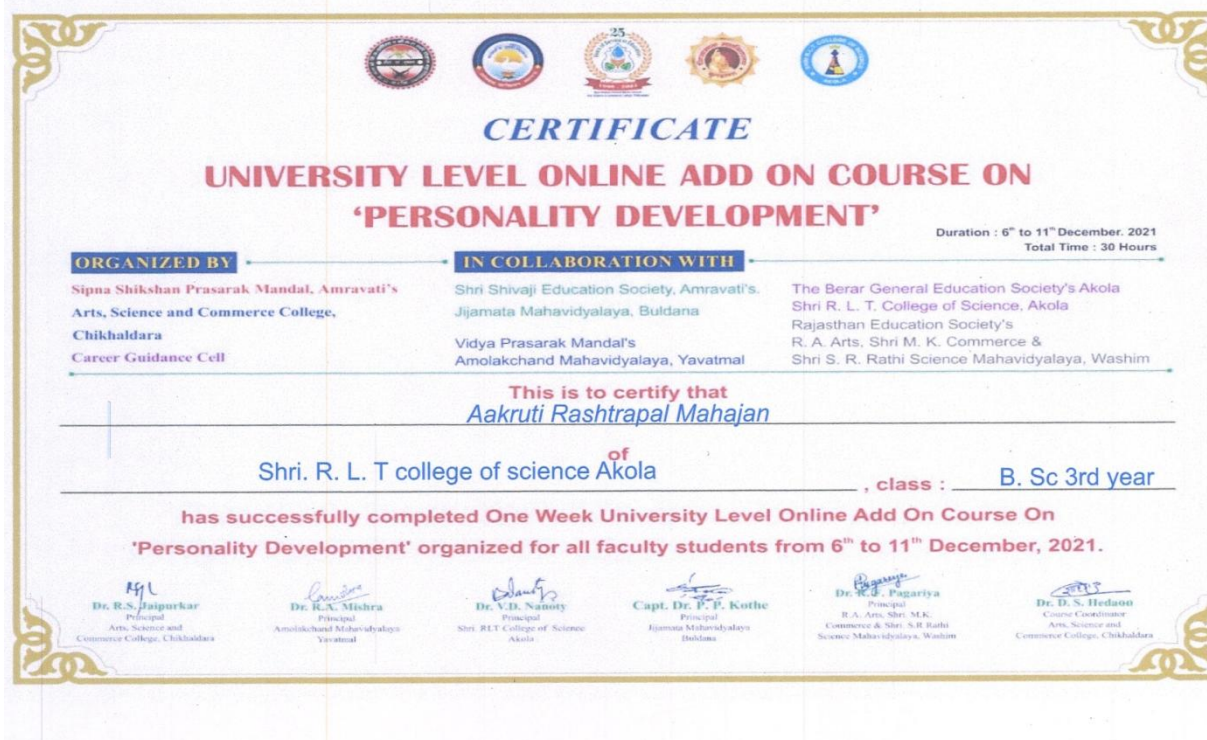 25
1996 - 2021
CERTIFICATE
UNIVERSITY LEVEL ONLINE ADD ON COURSE ON
‘PERSONALITY DEVELOPMENT’
Duration : 6th to 11th December. 2021
Total Time : 30 Hours
ORGANIZED BY
Sipna Shikshan Prasarak Mandal, Amravati's
Arts, Science and Commerce College,
Chikhaldara
Career Guidance Cell
IN COLLABORATION WITH
Shri Shivaji Education Society, Amravati's.
Jijamata Mahavidyalaya, Buldana
Vidya Prasarak Mandal's
Amolakchand Mahavidyalaya, Yavatmal
The Berar General Education Society's Akola
Shri R. L. T. College of Science, Akola
Rajasthan Education Society's
R. A. Arts, Shri M. K. Commerce &
Shri S. R. Rathi Science Mahavidyalaya, Washim
This is to certify that
Aakruti Rashtrapal Mahajan
of
Shri. R. L. T college of science Akola , class : B. Sc 3rd year
has successfully completed One Week University Level Online Add On Course On
'Personality Development' organized for all faculty students from 6th to 11th December, 2021.
Dr. R.S. Jaipurkar
Principal
Arts, Science and
Commerce College, Chikhaldara
Dr. R.A. Mishra
Principal
Amolakchand Mahavidyalaya
Yavatmal
Dr. V.D. Nanoty
Principal
Shri. RLT College of Science
Akola
Capt. Dr. P. P. Kothe
Principal
Jijamata Mahavidyalaya
Buldana
Pagariya
Principal
R.A. Arts, Shri. M.K.
Commerce & Shri. S.R Rathi
Science Mahavidyalaya, Washim
Dr. D. S. Hedaoo
Course Coordinator
Arts, Science and
Commerce College, Chikhaldara